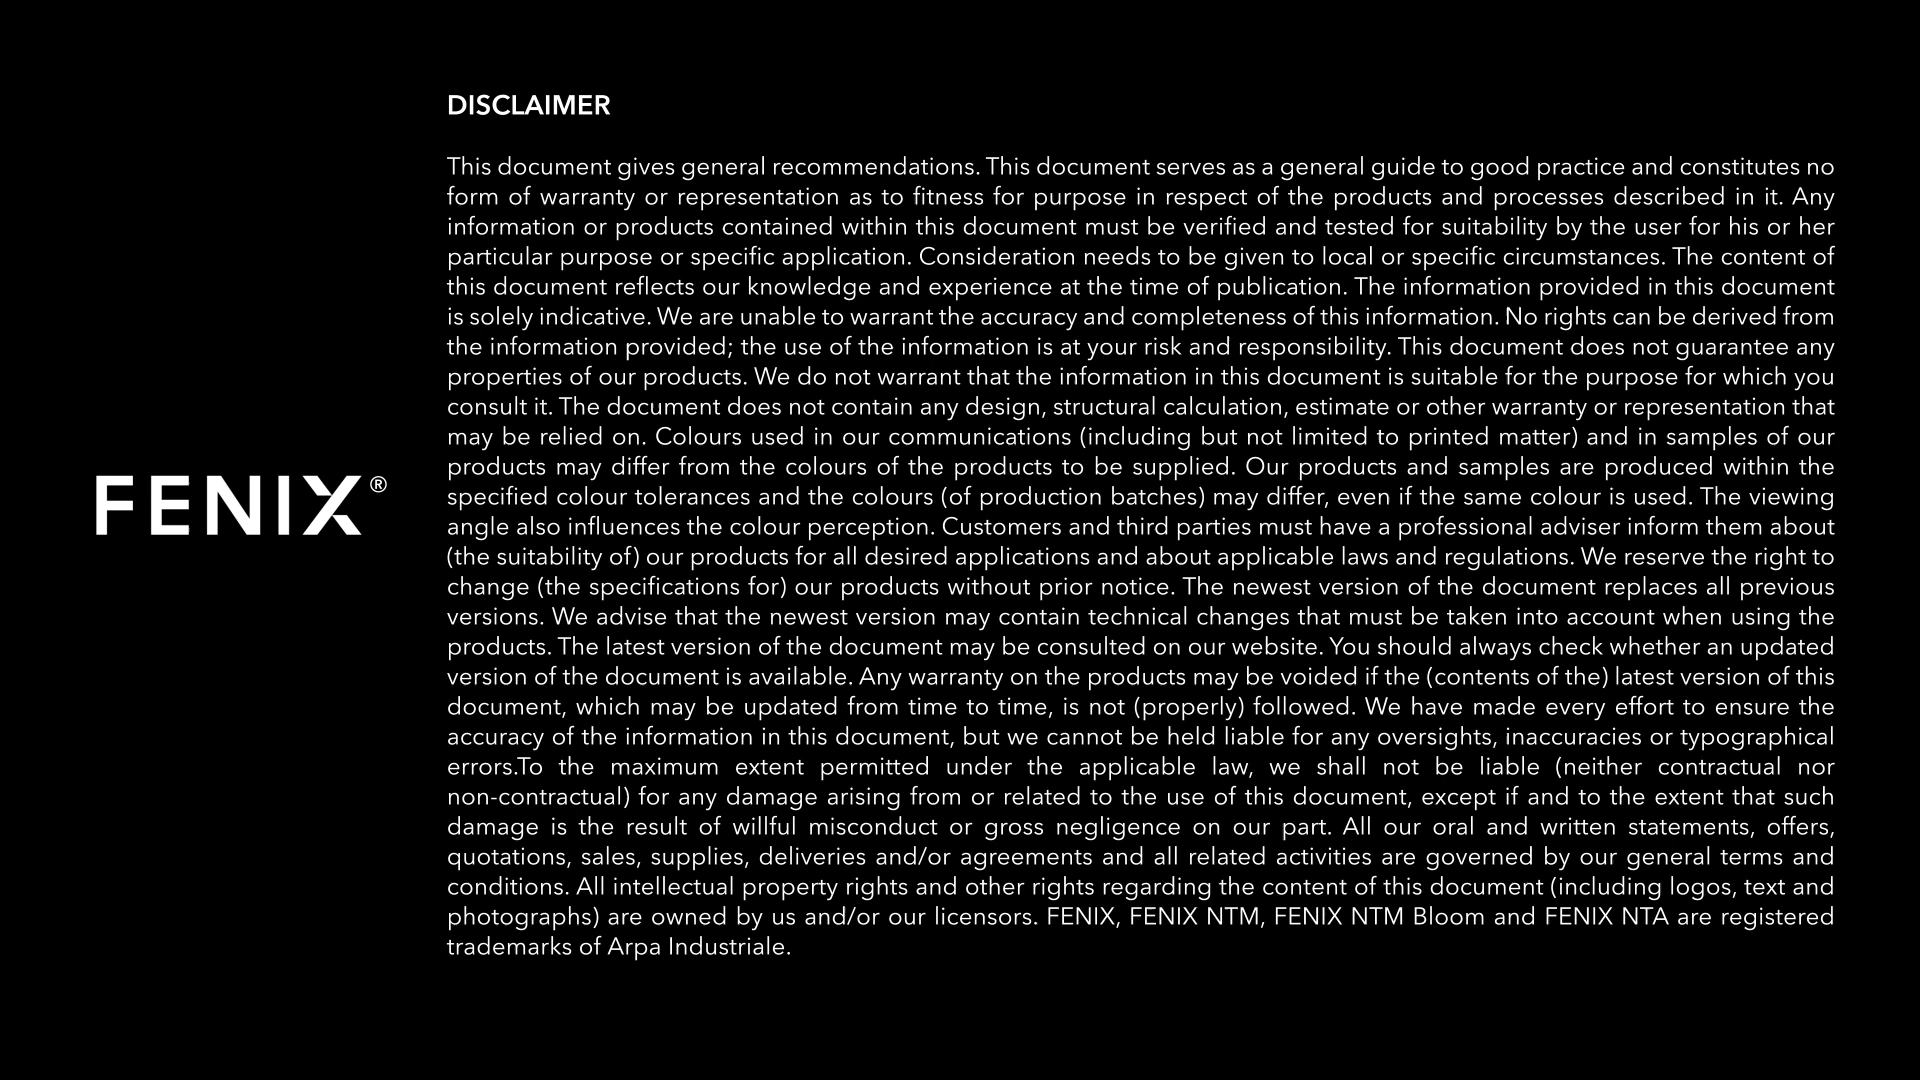 DISCLAIMER
This document gives general recommendations. This document serves as a general guide to good practice and constitutes no
form of warranty or representation as to fitness for purpose in respect of the products and processes described in it. Any
information or products contained within this document must be verified and tested for suitability by the user for his or her
particular purpose or specific application. Consideration needs to be given to local or specific circumstances. The content of
this document reflects our knowledge and experience at the time of publication. The information provided in this document
is solely indicative. We are unable to warrant the accuracy and completeness of this information. No rights can be derived from
the information provided; the use of the information is at your risk and responsibility. This document does not guarantee any
properties of our products. We do not warrant that the information in this document is suitable for the purpose for which you
consult it. The document does not contain any design, structural calculation, estimate or other warranty or representation that
may be relied on. Colours used in our communications (including but not limited to printed matter) and in samples of our
products may differ from the colours of the products to be supplied. Our products and samples are produced within the
specified colour tolerances and the colours (of production batches) may differ, even if the same colour is used. The viewing
angle also influences the colour perception. Customers and third parties must have a professional adviser inform them about
(the suitability of) our products for all desired applications and about applicable laws and regulations. We reserve the right to
change (the specifications for) our products without prior notice. The newest version of the document replaces all previous
versions. We advise that the newest version may contain technical changes that must be taken into account when using the
products. The latest version of the document may be consulted on our website. You should always check whether an updated
version of the document is available. Any warranty on the products may be voided if the (contents of the) latest version of this
document, which may be updated from time to time, is not (properly) followed. We have made every effort to ensure the
accuracy of the information in this document, but we cannot be held liable for any oversights, inaccuracies or typographical
errors.To the maximum extent permitted under the applicable law, we shall not be liable (neither contractual nor
non-contractual) for any damage arising from or related to the use of this document, except if and to the extent that such
damage is the result of willful misconduct or gross negligence on our part. All our oral and written statements, offers,
quotations, sales, supplies, deliveries and/or agreements and all related activities are governed by our general terms and
conditions. All intellectual property rights and other rights regarding the content of this document (including logos, text and
photographs) are owned by us and/or our licensors. FENIX, FENIX NTM, FENIX NTM Bloom and FENIX NTA are registered
trademarks of Arpa Industriale.
FENIX®